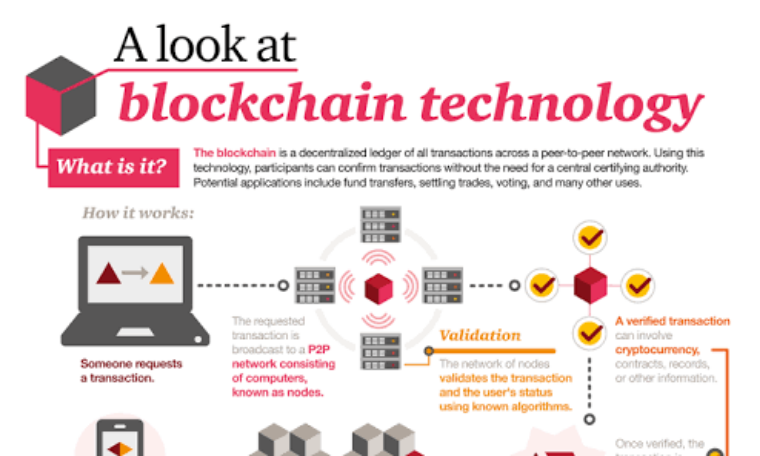 A look at
blockchain technology
What is it?
The blockchain is a decentralized ledger of all transactions across a peer-to-peer network. Using this
technology, participants can confirm transactions without the need for a central certifying authority.
Potential applications include fund transfers, settling trades, voting, and many other uses.
How it works:
Someone requests
a transaction.
The requested
transaction is
broadcast to a P2P
network consisting
of computers,
known as nodes.
Validation
The network of nodes
validates the transaction
and the user's status
using known algorithms.
A verified transaction
can involve
cryptocurrency,
contracts, records,
or other information.
Once verified, the
transaction is